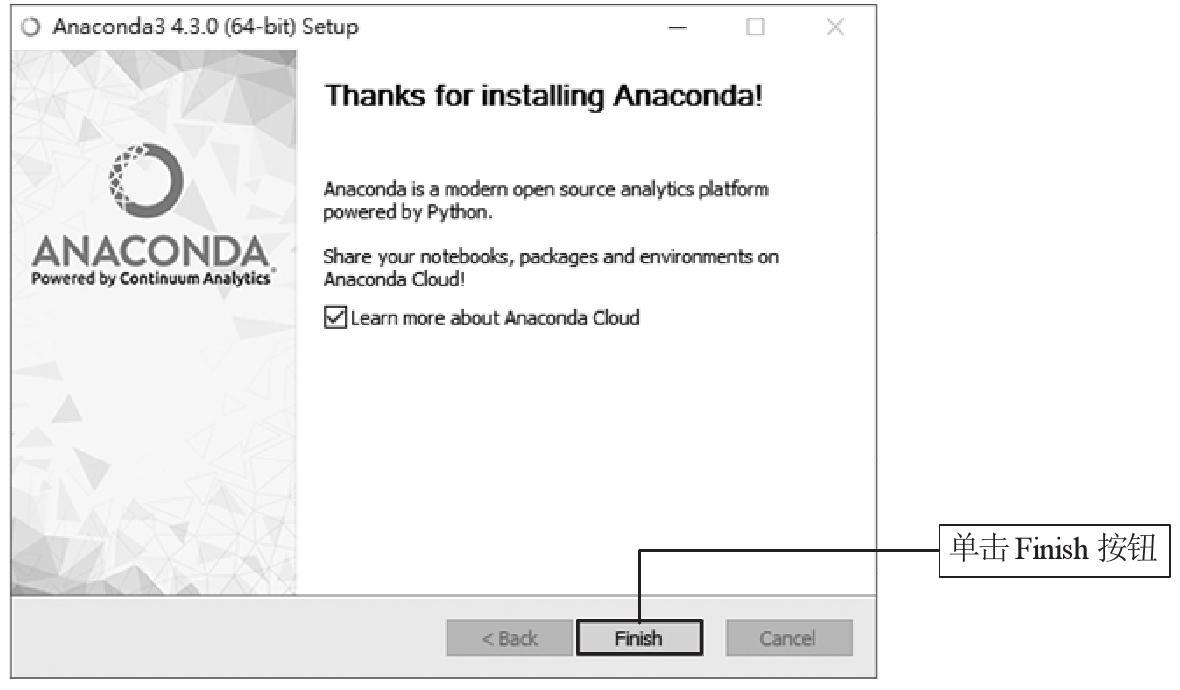 Anaconda3 4.3.0 (64-bit) Setup
Thanks for installing Anaconda!
ANACONDA
Powered by Continuum Analytics
Anaconda is a modern open source analytics platform
powered by Python.
Share your notebooks, packages and environments on
Anaconda Cloud!
Learn more about Anaconda Cloud
单击 Finish 按钮
< Back
Finish
Cancel